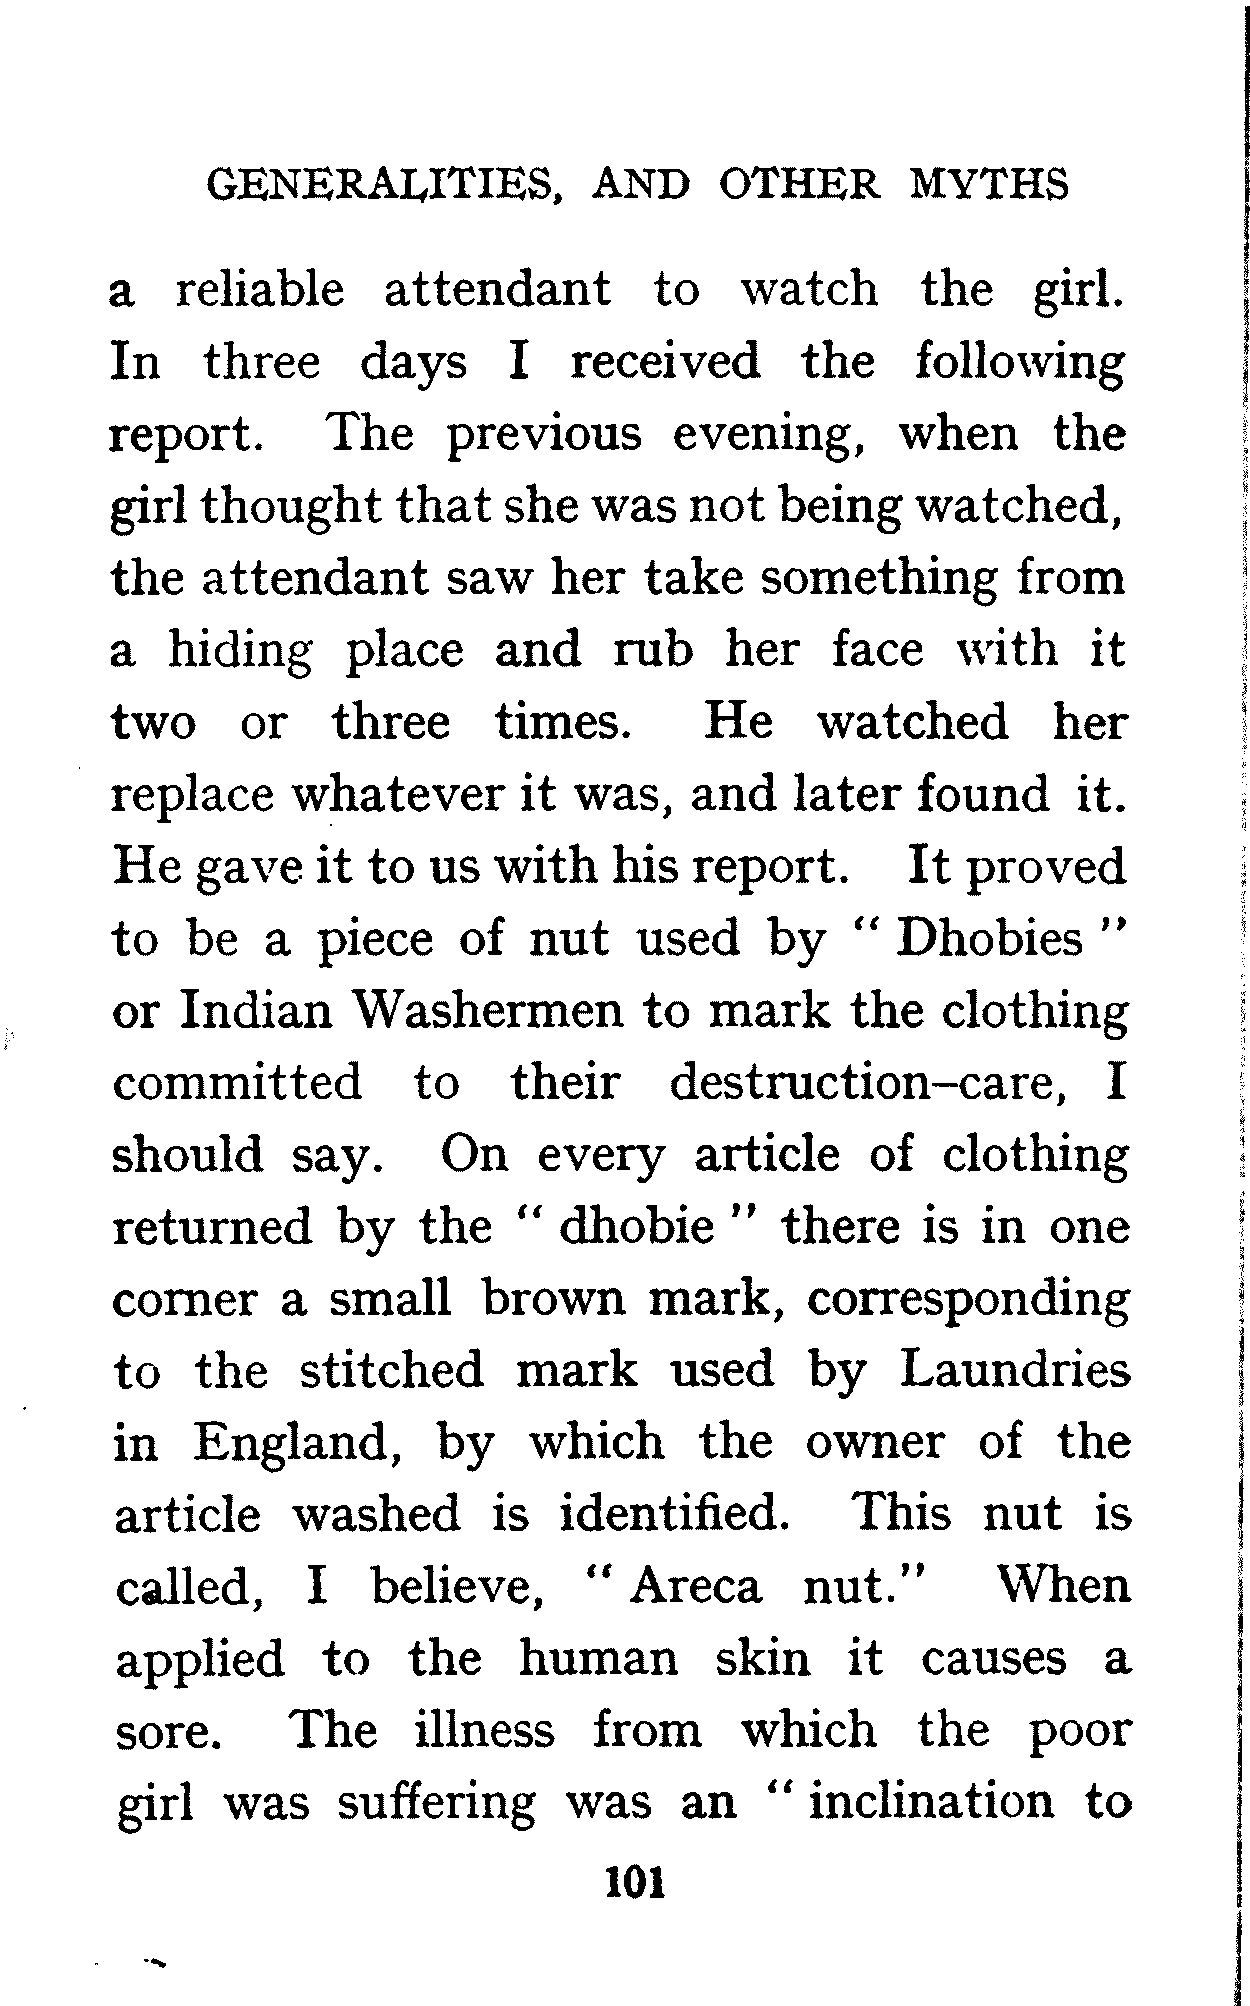 GENERALITIES, AND OTHER MYTHS
a reliable attendant to watch the girl.
In three days I received the following
report. The previous evening, when the
girl thought that she was not being watched,
the attendant saw her take something from
a hiding place and rub her face with it
two or three times. He watched her
replace whatever it was, and later found it.
He gave it to us with his report. It proved
to be a piece of nut used by " Dhobies "
or Indian Washermen to mark the clothing
committed to their destruction–care, I
should say. On every article of clothing
returned by the " dhobie " there is in one
corner a small brown mark, corresponding
to the stitched mark used by Laundries
in England, by which the owner of the
article washed is identified. This nut is
called, I believe, " Areca nut." When
applied to the human skin it causes a
sore. The illness from which the poor
girl was suffering was an " inclination to
101